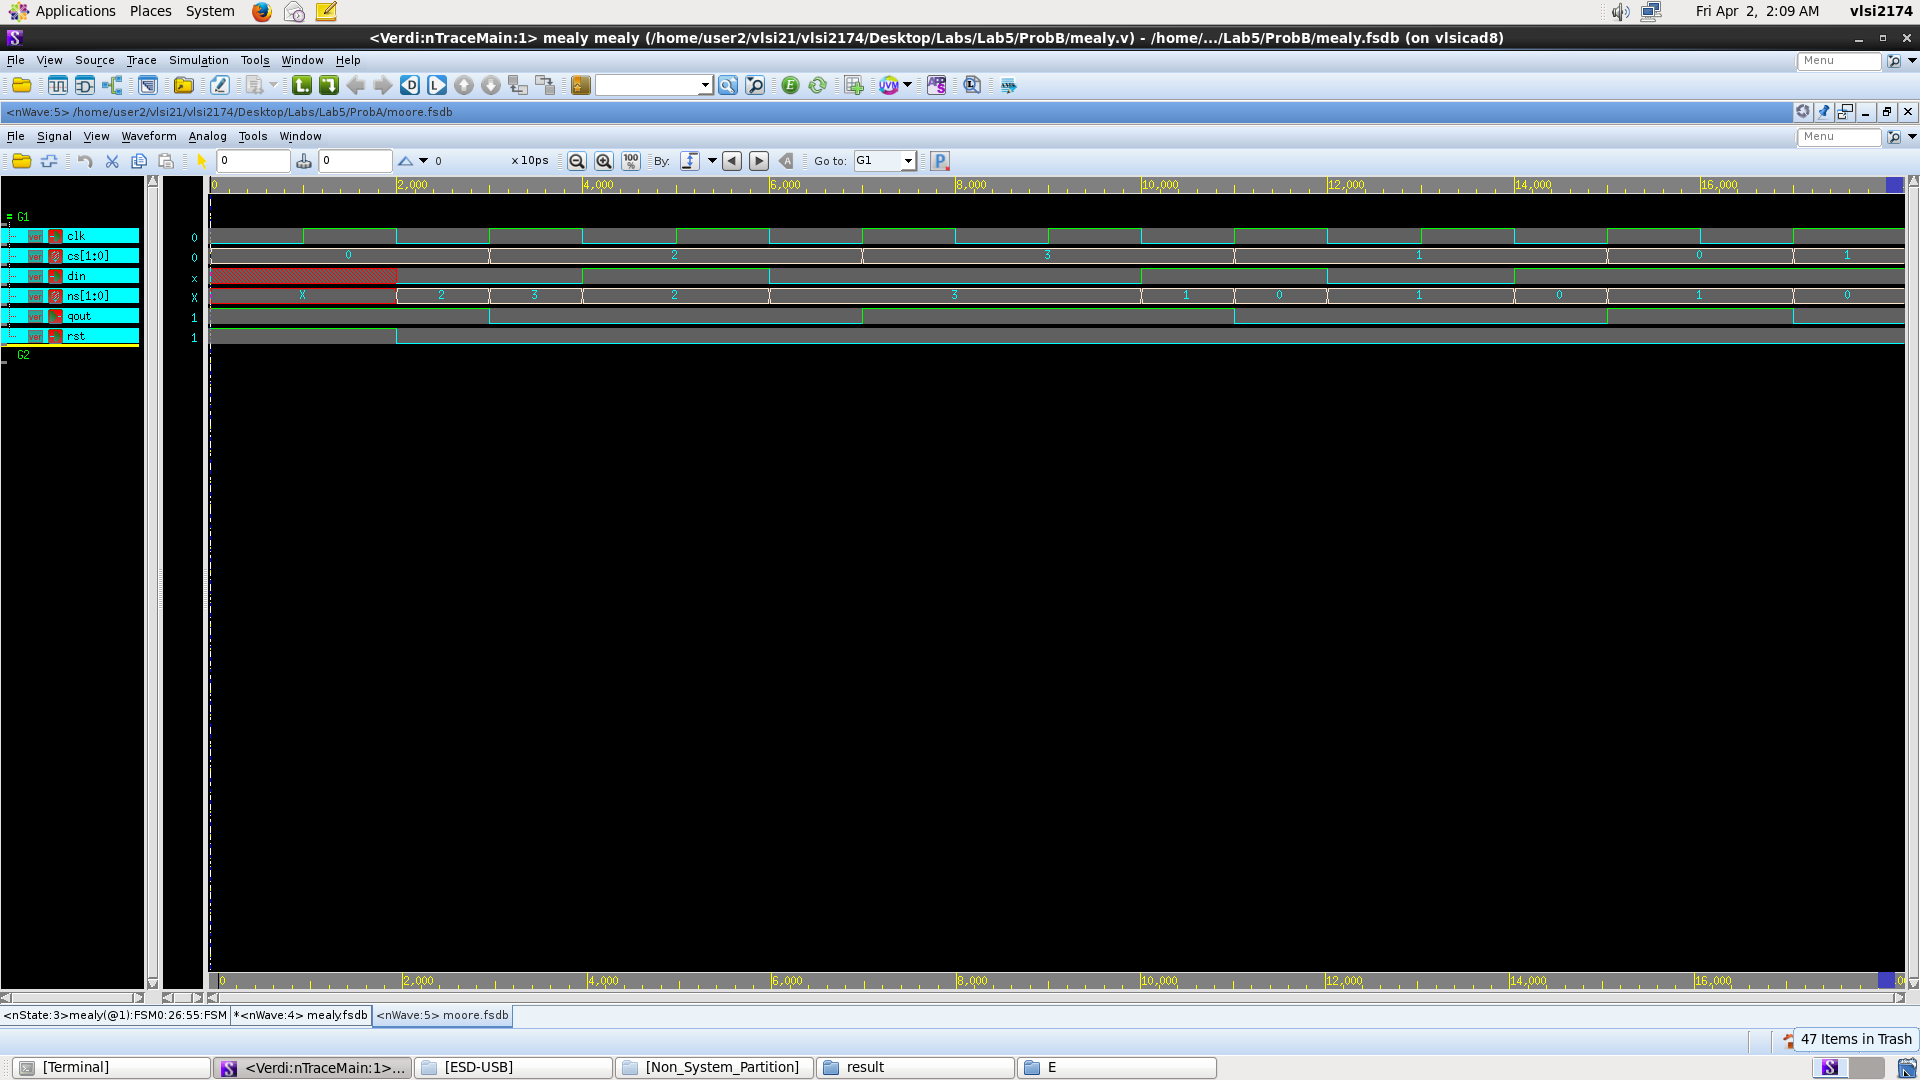 Applications Places System Fri Apr 2, 2:09 AM vlsi2174
<Verdi:nTraceMain:1> mealy mealy (/home/user2/vlsi21/vlsi2174/Desktop/Labs/Lab5/ProbB/mealy.v) - /home/.../Lab5/ProbB/mealy.fsdb (on vlsicad8)
File View Source Trace Simulation Tools Window Help Menu
<nWave:5> /home/user2/vlsi21/vlsi2174/Desktop/Labs/Lab5/ProbA/moore.fsdb
File Signal View Waveform Analog Tools Window Menu
0 0 0 x 10ps 100% By: Go to: G1
0 2,000 4,000 6,000 8,000 10,000 12,000 14,000 16,000
G1
clk 0
cs[1:0] 0 0 2 3 1 0 1
din x
ns[1:0] X X 2 3 2 3 1 0 1 0 1 0
qout 1
rst 1
G2
0 2,000 4,000 6,000 8,000 10,000 12,000 14,000 16,000
<nState:3>mealy(@1):FSM0:26:55:FSM *<nWave:4> mealy.fsdb <nWave:5> moore.fsdb
47 Items in Trash
[Terminal] <Verdi:nTraceMain:1>... [ESD-USB] [Non_System_Partition] result E